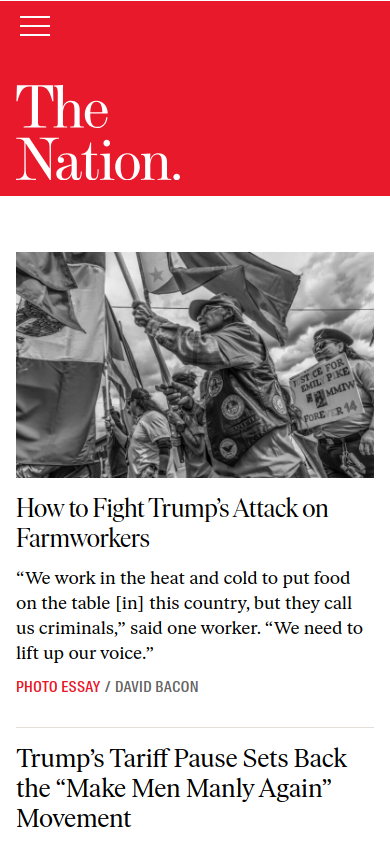 The
Nation.
JUSTICE FOR
EMIL PIKE
MMIW
FOREVER 14
How to Fight Trump’s Attack on
Farmworkers
“We work in the heat and cold to put food
on the table [in] this country, but they call
us criminals,” said one worker. “We need to
lift up our voice.”
PHOTO ESSAY / DAVID BACON
Trump’s Tariff Pause Sets Back
the “Make Men Manly Again”
Movement